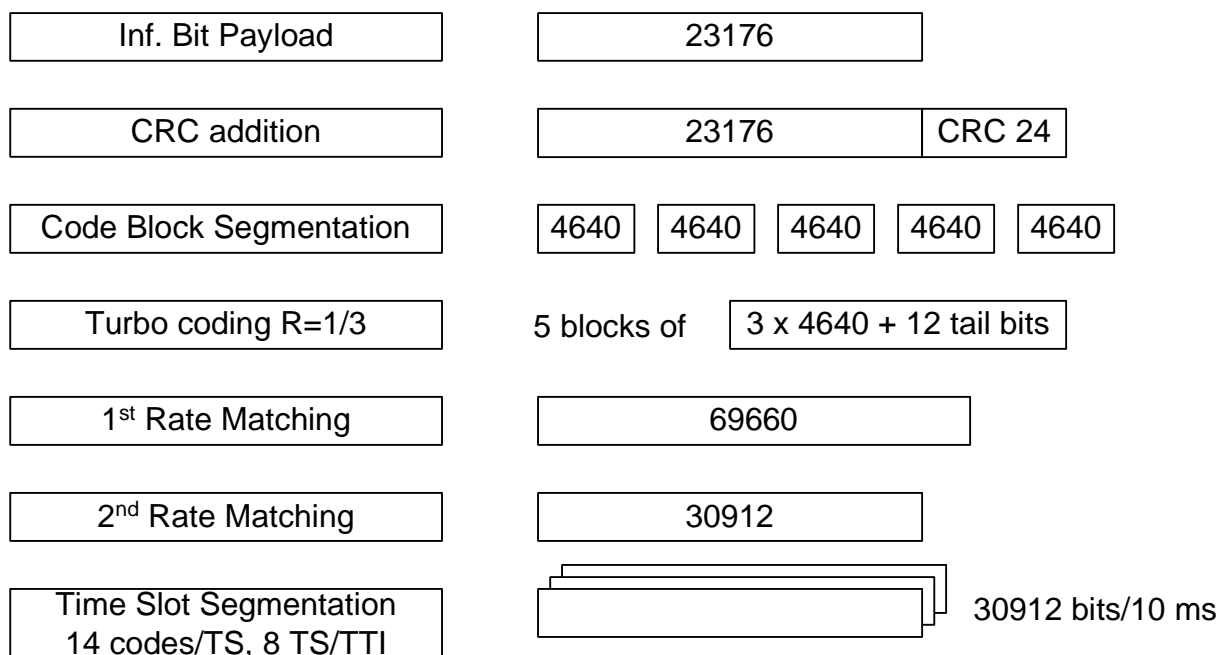 Inf. Bit Payload 23176
CRC addition 23176 CRC 24
Code Block Segmentation 4640 4640 4640 4640 4640
Turbo coding R=1/3 5 blocks of 3 x 4640 + 12 tail bits
1st Rate Matching 69660
2nd Rate Matching 30912
Time Slot Segmentation
14 codes/TS, 8 TS/TTI
30912 bits/10 ms